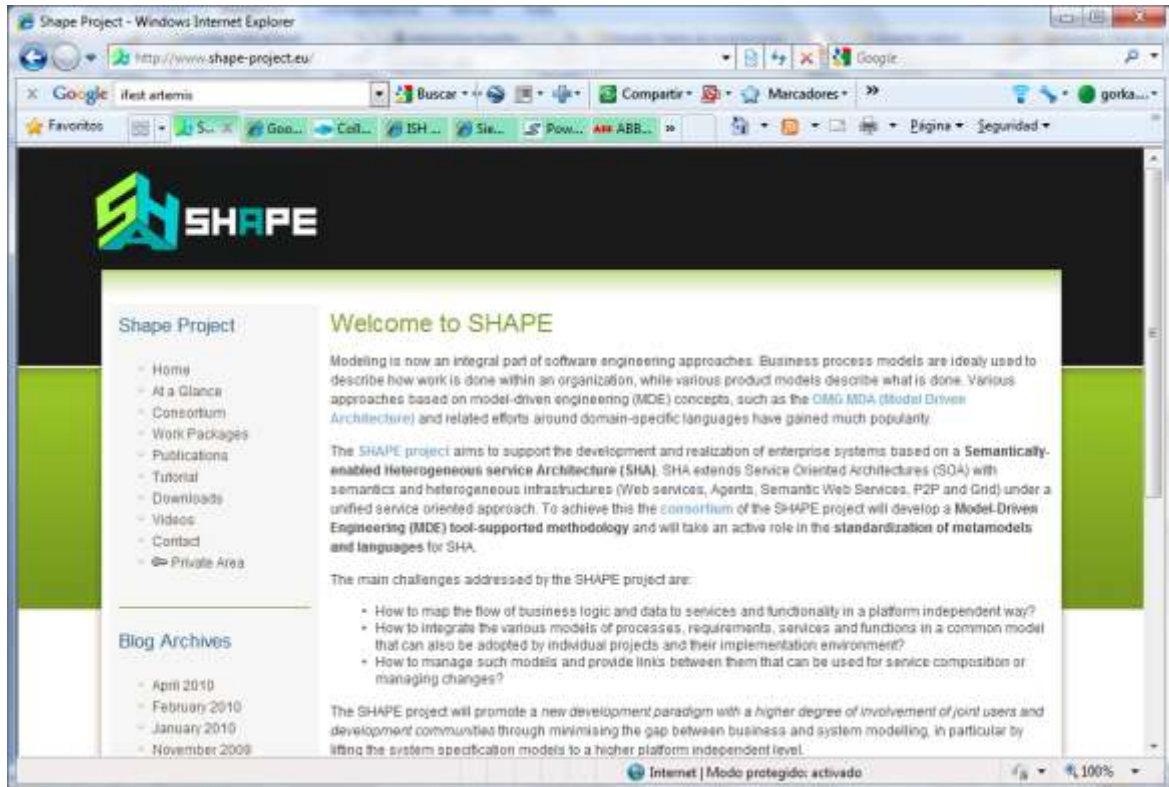 Shape Project - Windows Internet Explorer
http://www.shape-project.eu/
Google
Google
ifest artemis
Buscar
Compartir
Marcadores
»
gorka....
Favoritos
S...
Goo...
Coll...
ISH ...
Sie...
Pow...
ABB ABB...
»
Página
Seguridad
SHAPE
Shape Project
Home
At a Glance
Consortium
Work Packages
Publications
Tutorial
Downloads
Videos
Contact
Private Area
Blog Archives
April 2010
February 2010
January 2010
November 2009
Welcome to SHAPE
Modeling is now an integral part of software engineering approaches. Business process models are idealy used to
describe how work is done within an organization, while various product models describe what is done. Various
approaches based on model-driven engineering (MDE) concepts, such as the OMG MDA (Model Driven
Architecture) and related efforts around domain-specific languages have gained much popularity.
The SHAPE project aims to support the development and realization of enterprise systems based on a Semantically-
enabled Heterogeneous service Architecture (SHA). SHA extends Service Oriented Architectures (SOA) with
semantics and heterogeneous infrastructures (Web services, Agents, Semantic Web Services, P2P and Grid) under a
unified service oriented approach. To achieve this the consortium of the SHAPE project will develop a Model-Driven
Engineering (MDE) tool-supported methodology and will take an active role in the standardization of metamodels
and languages for SHA.
The main challenges addressed by the SHAPE project are:
How to map the flow of business logic and data to services and functionality in a platform independent way?
How to integrate the various models of processes, requirements, services and functions in a common model
that can also be adopted by individual projects and their implementation environment?
How to manage such models and provide links between them that can be used for service composition or
managing changes?
The SHAPE project will promote a new development paradigm with a higher degree of involvement of joint users and
development communities through minimising the gap between business and system modelling, in particular by
lifting the system specification models to a higher platform independent level.
Internet | Modo protegido: activado
100%